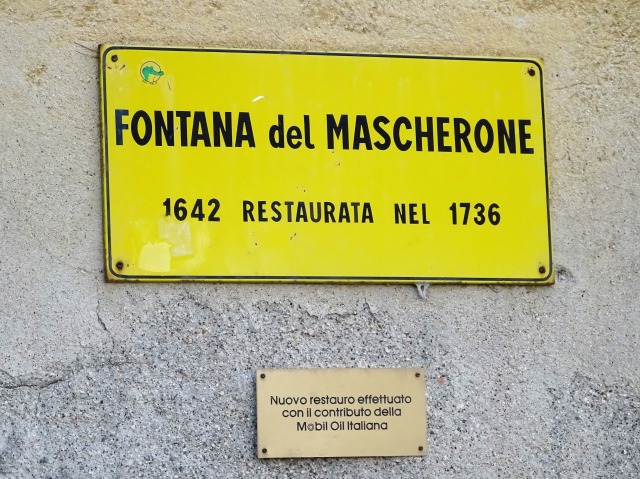 FONTANA del MASCHERONE
1642 RESTAURATA NEL 1736
Nuovo restauro effettuato
con il contributo della
Mobil Oil Italiana